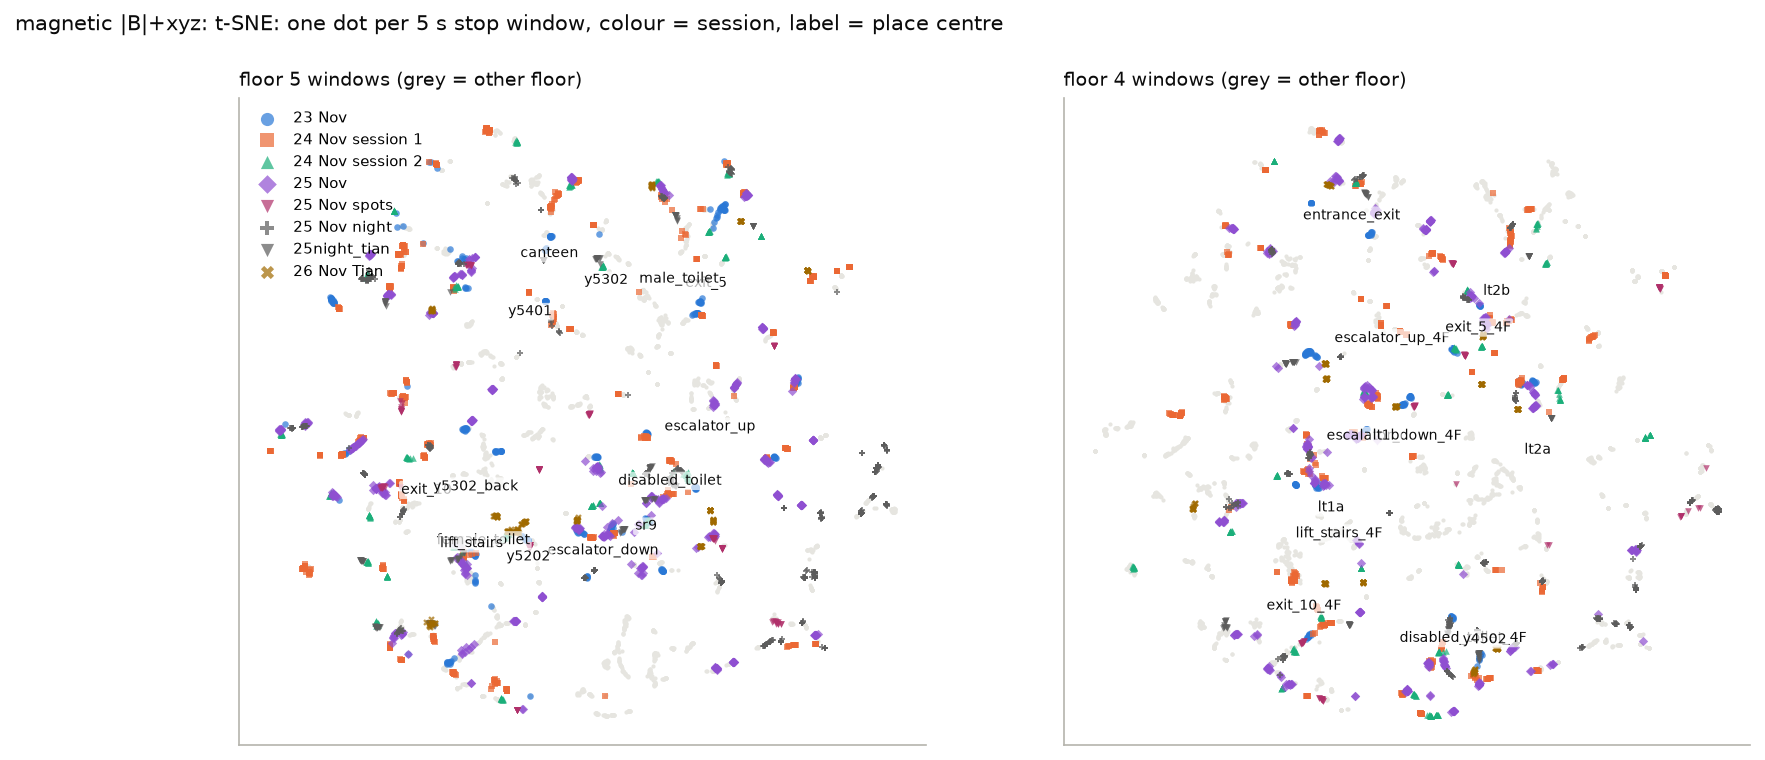 magnetic |B|+xyz: t-SNE: one dot per 5 s stop window, colour = session, label = place centre
floor 5 windows (grey = other floor)
23 Nov
24 Nov session 1
24 Nov session 2
25 Nov
25 Nov spots
25 Nov night
25night_tian
26 Nov Tian
canteen
y5302
male_toilet
y5401
escalator_up
disabled_toilet
y5302_back
sr9
lift_stairs
y5202
escalator_down
floor 4 windows (grey = other floor)
entrance_exit
lt2b
exit_5_4F
escalator_up_4F
lt2a
lt1a
lift_stairs_4F
exit_10_4F
y4502